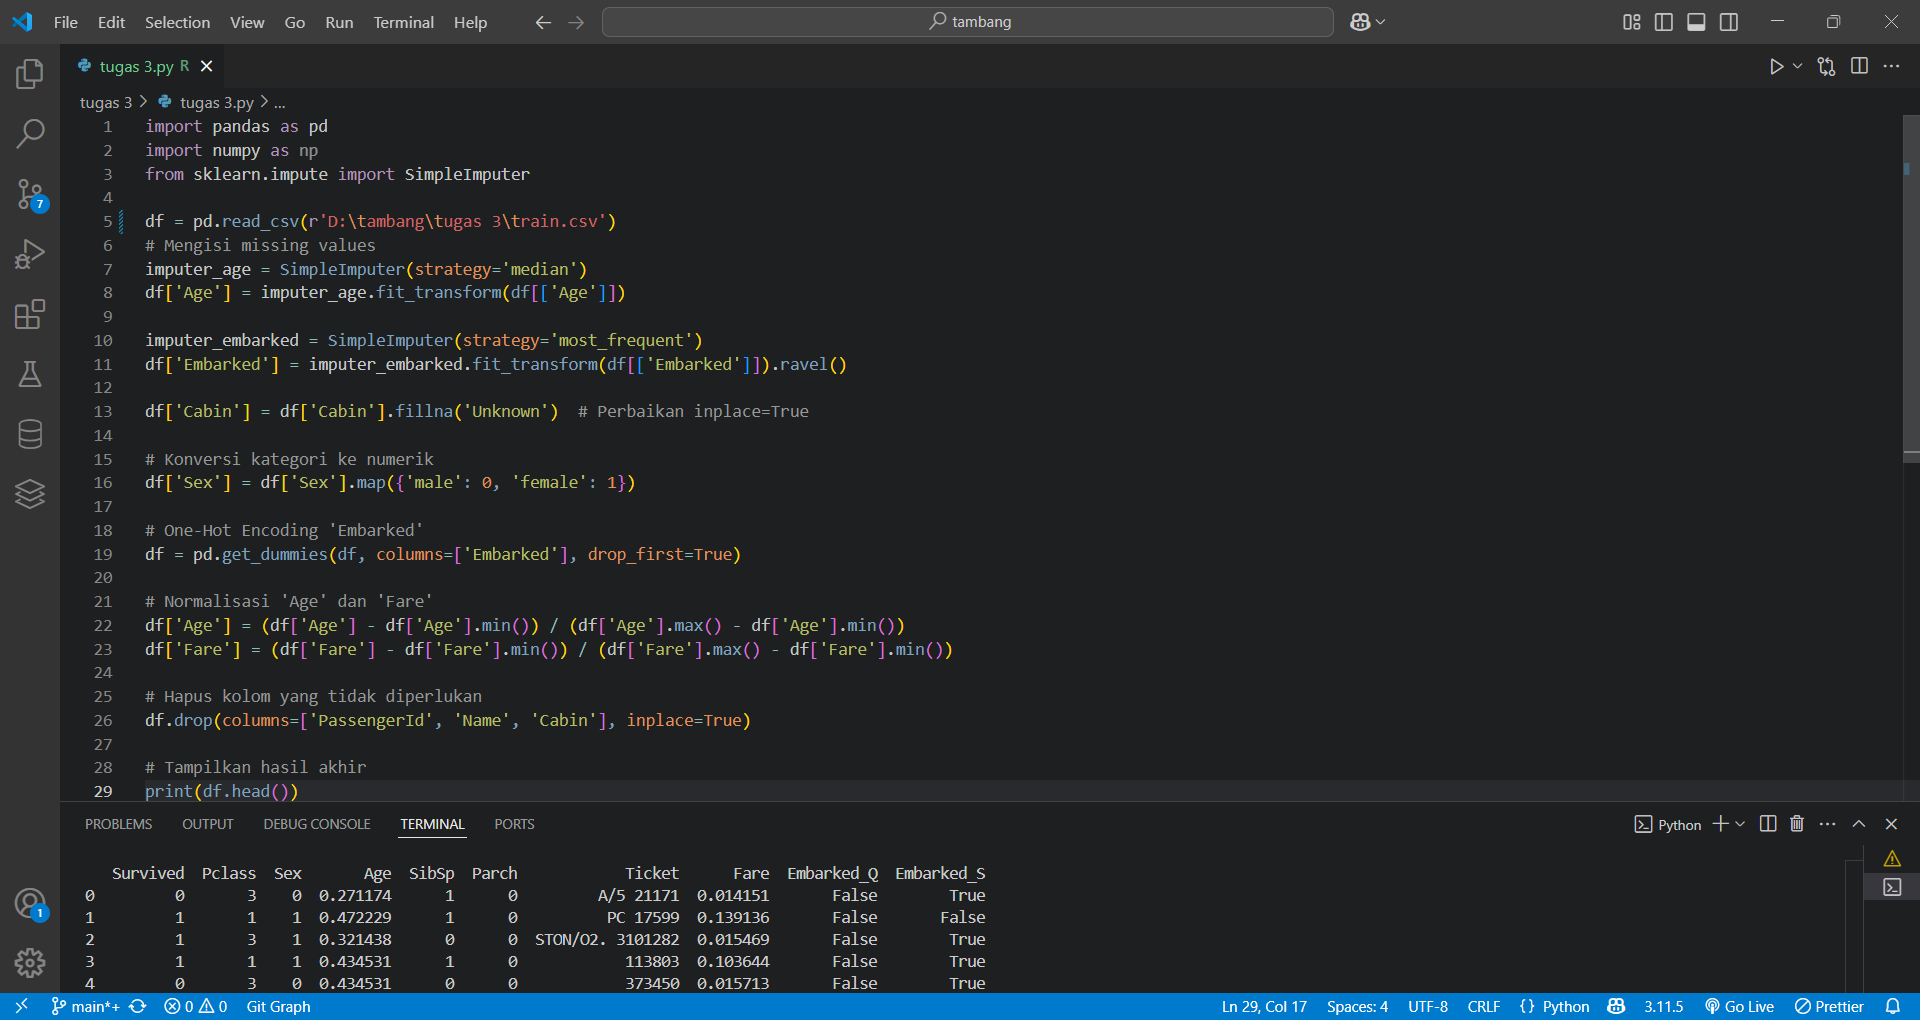 File Edit Selection View Go Run Terminal Help tambang
tugas 3.py R
tugas 3 > tugas 3.py > ...
1 import pandas as pd
2 import numpy as np
3 from sklearn.impute import SimpleImputer
4
5 df = pd.read_csv(r'D:\tambang\tugas 3\train.csv')
6 # Mengisi missing values
7 imputer_age = SimpleImputer(strategy='median')
8 df['Age'] = imputer_age.fit_transform(df[['Age']])
9
10 imputer_embarked = SimpleImputer(strategy='most_frequent')
11 df['Embarked'] = imputer_embarked.fit_transform(df[['Embarked']]).ravel()
12
13 df['Cabin'] = df['Cabin'].fillna('Unknown')  # Perbaikan inplace=True
14
15 # Konversi kategori ke numerik
16 df['Sex'] = df['Sex'].map({'male': 0, 'female': 1})
17
18 # One-Hot Encoding 'Embarked'
19 df = pd.get_dummies(df, columns=['Embarked'], drop_first=True)
20
21 # Normalisasi 'Age' dan 'Fare'
22 df['Age'] = (df['Age'] - df['Age'].min()) / (df['Age'].max() - df['Age'].min())
23 df['Fare'] = (df['Fare'] - df['Fare'].min()) / (df['Fare'].max() - df['Fare'].min())
24
25 # Hapus kolom yang tidak diperlukan
26 df.drop(columns=['PassengerId', 'Name', 'Cabin'], inplace=True)
27
28 # Tampilkan hasil akhir
29 print(df.head())
7
PROBLEMS OUTPUT DEBUG CONSOLE TERMINAL PORTS Python
Survived Pclass Sex Age SibSp Parch Ticket Fare Embarked_Q Embarked_S
0 0 3 0 0.271174 1 0 A/5 21171 0.014151 False True
1 1 1 1 0.472229 1 0 PC 17599 0.139136 False False
2 1 3 1 0.321438 0 0 STON/O2. 3101282 0.015469 False True
3 1 1 1 0.434531 1 0 113803 0.103644 False True
4 0 3 0 0.434531 0 0 373450 0.015713 False True
1
main*+ 0 0 Git Graph Ln 29, Col 17 Spaces: 4 UTF-8 CRLF {} Python 3.11.5 Go Live Prettier